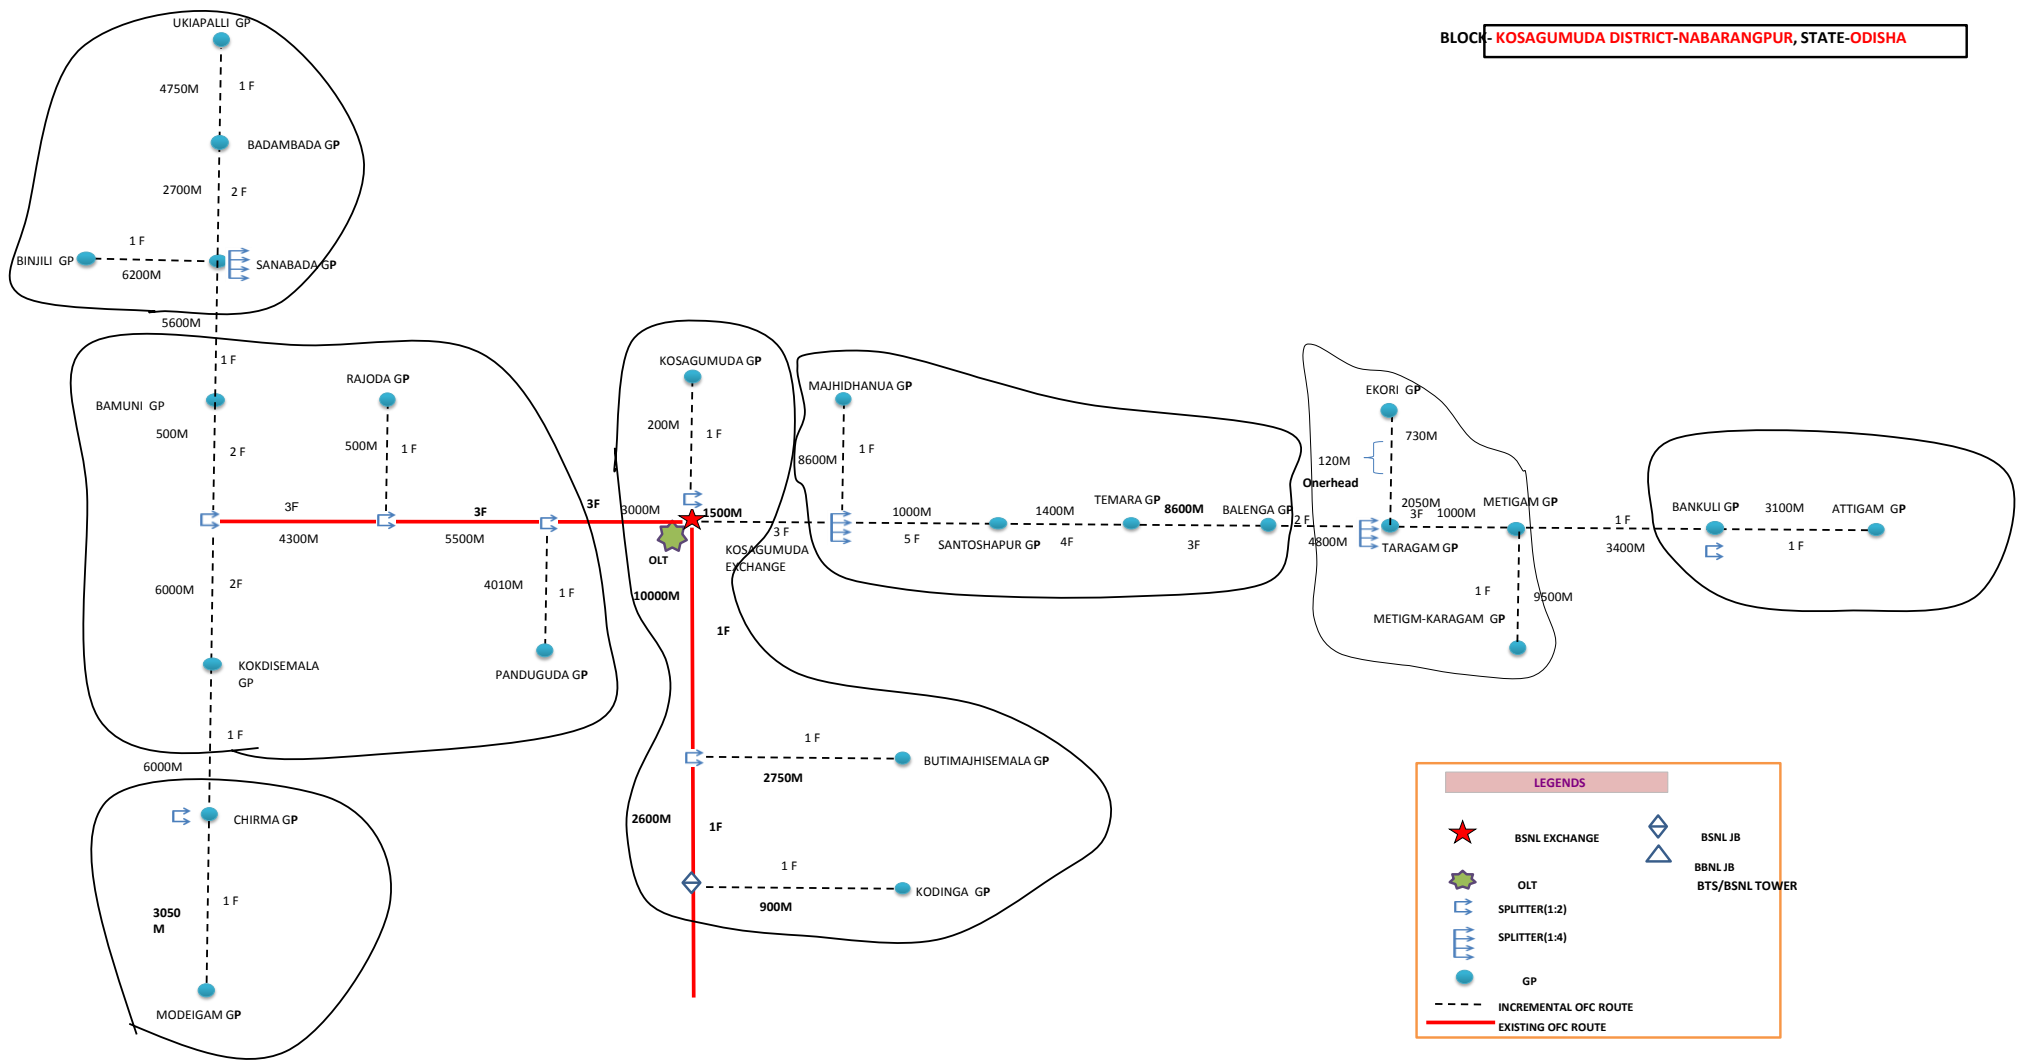 UKIAPALLI GP
BLOCK- KOSAGUMUDA DISTRICT-NABARANGPUR, STATE-ODISHA
4750M
1 F
BADAMBADA GP
2700M
2 F
1 F
BINJILI GP
6200M
SANABADA GP
5600M
1 F
BAMUNI GP
500M
2 F
RAJODA GP
500M
1 F
3F
4300M
3F
5500M
3F
3000M
6000M
2F
4010M
1 F
KOKDISEMALA
GP
PANDUGUDA GP
1 F
6000M
CHIRMA GP
3050
M
1 F
MODEIGAM GP
KOSAGUMUDA GP
200M
1 F
1500M
OLT
3 F
KOSAGUMUDA
EXCHANGE
10000M
1F
1 F
BUTIMAJHISEMALA GP
2750M
2600M
1F
1 F
KODINGA GP
900M
MAJHIDHANUA GP
8600M
1 F
1000M
5 F
SANTOSHAPUR GP
1400M
4F
TEMARA GP
8600M
3F
BALENGA GP
2 F
4800M
EKORI GP
730M
120M
Onerhead
2050M
3F
1000M
TARAGAM GP
METIGAM GP
1 F
3400M
1 F
9500M
METIGM-KARAGAM GP
BANKULI GP
3100M
1 F
ATTIGAM GP
LEGENDS
BSNL EXCHANGE
BSNL JB
BBNL JB
OLT
BTS/BSNL TOWER
SPLITTER(1:2)
SPLITTER(1:4)
GP
INCREMENTAL OFC ROUTE
EXISTING OFC ROUTE